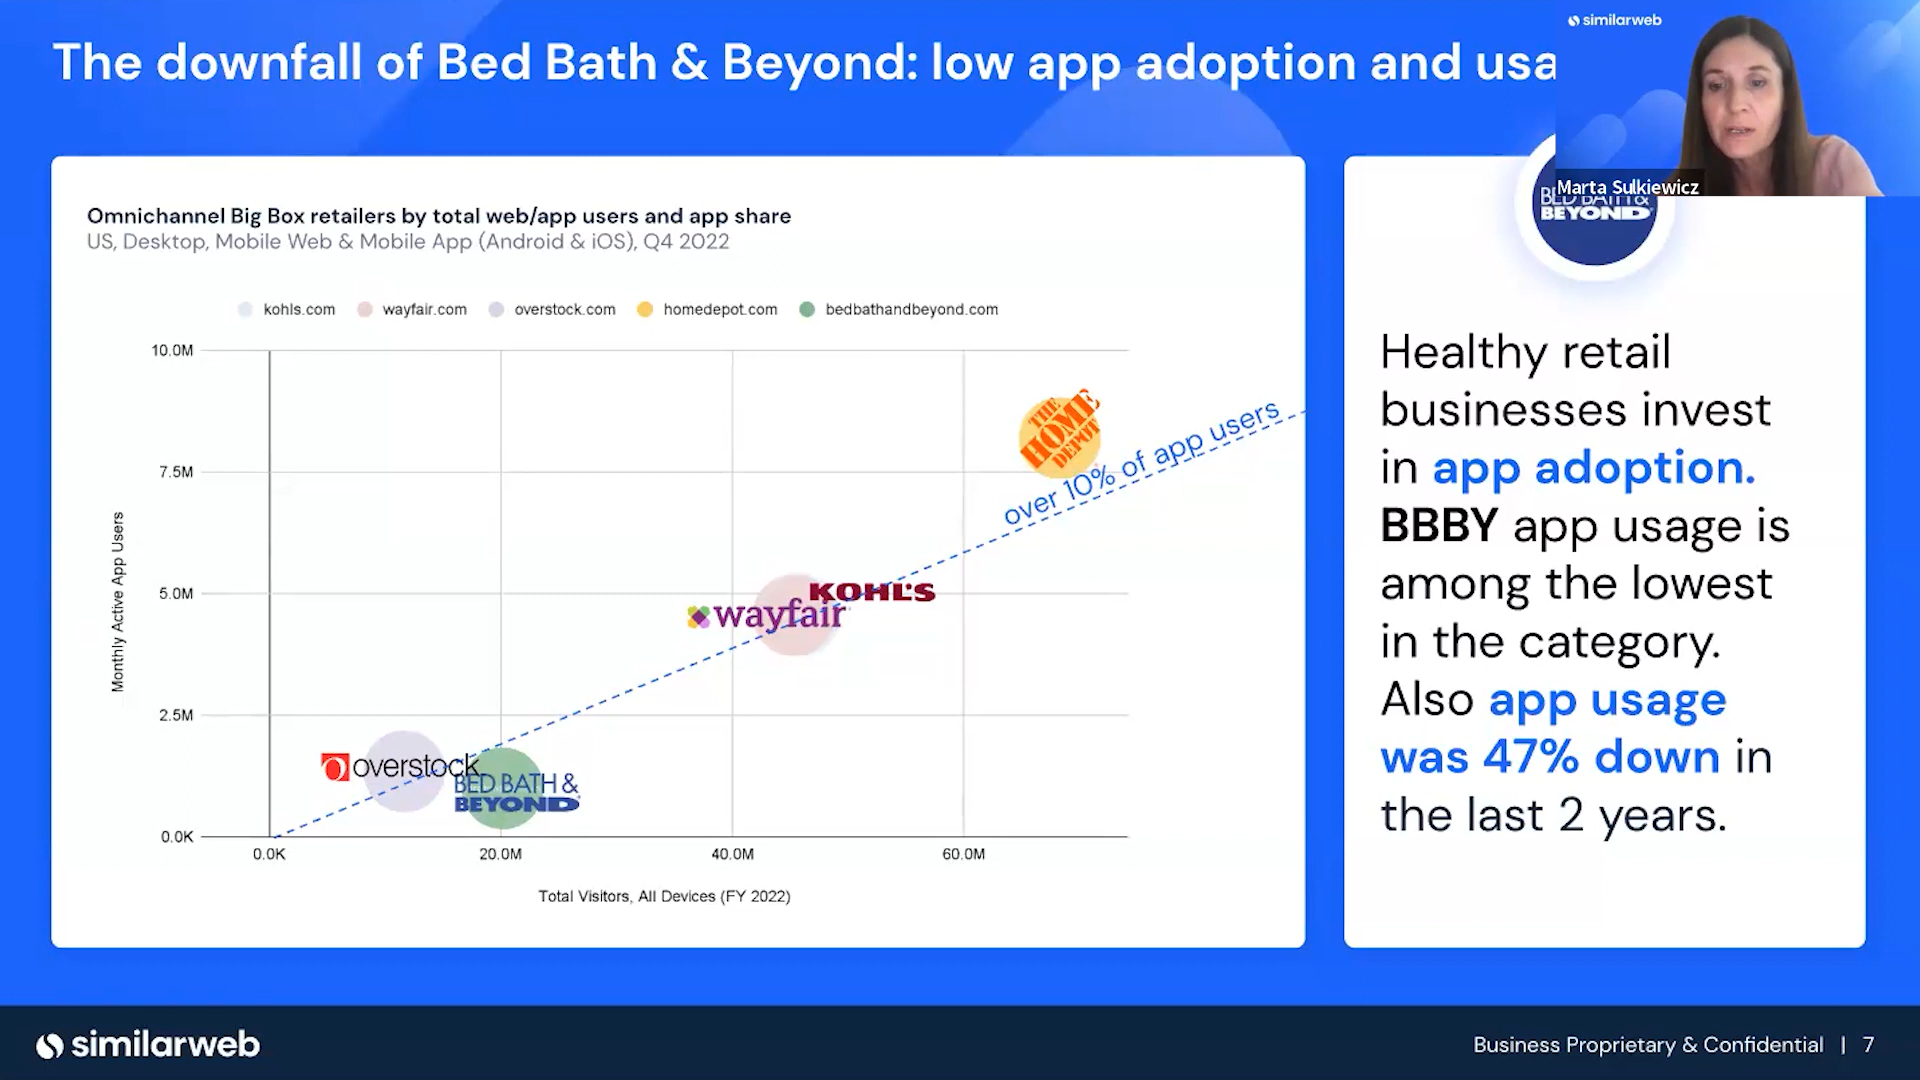 similarweb
The downfall of Bed Bath & Beyond: low app adoption and usa
Marta Sulkiewicz
BED BATH &
BEYOND
Omnichannel Big Box retailers by total web/app users and app share
US, Desktop, Mobile Web & Mobile App (Android & iOS), Q4 2022
kohls.com
wayfair.com
overstock.com
homedepot.com
bedbathandbeyond.com
Monthly Active App Users
10.0M
7.5M
5.0M
2.5M
0.0K
THE
HOME
DEPOT
over 10% of app users
KOHL'S
wayfair
overstock
BED BATH &
BEYOND
0.0K
20.0M
40.0M
60.0M
Total Visitors, All Devices (FY 2022)
Healthy retail
businesses invest
in app adoption.
BBBY app usage is
among the lowest
in the category.
Also app usage
was 47% down in
the last 2 years.
similarweb
Business Proprietary & Confidential | 7